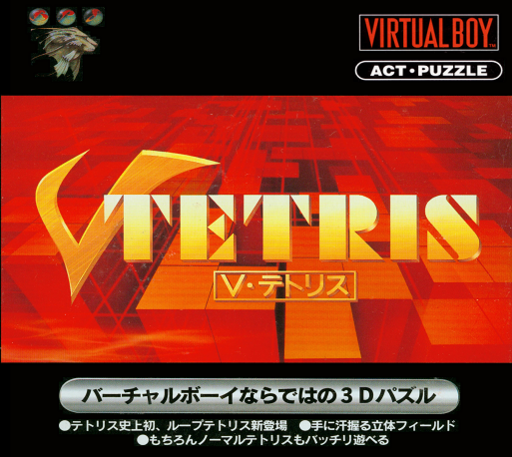 VIRTUAL BOY
ACT・PUZZLE
V TETRIS
V・テトリス
バーチャルボーイならではの3Dパズル
●テトリス史上初、ループテトリス新登場 ●手に汗握る立体フィールド
●もちろんノーマルテトリスもバッチリ遊べる